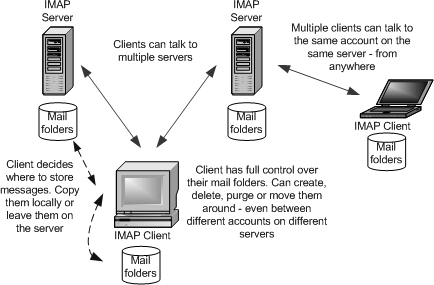 IMAP
Server
IMAP
Server
Clients can talk to
multiple servers
Multiple clients can talk to
the same account on the
same server - from
anywhere
Mail
folders
Mail
folders
IMAP Client
Mail
folders
Client decides
where to store
messages. Copy
them locally or
leave them on
the server
Client has full control over
their mail folders. Can create,
delete, purge or move them
around - even between
different accounts on different
servers
IMAP Client
Mail
folders